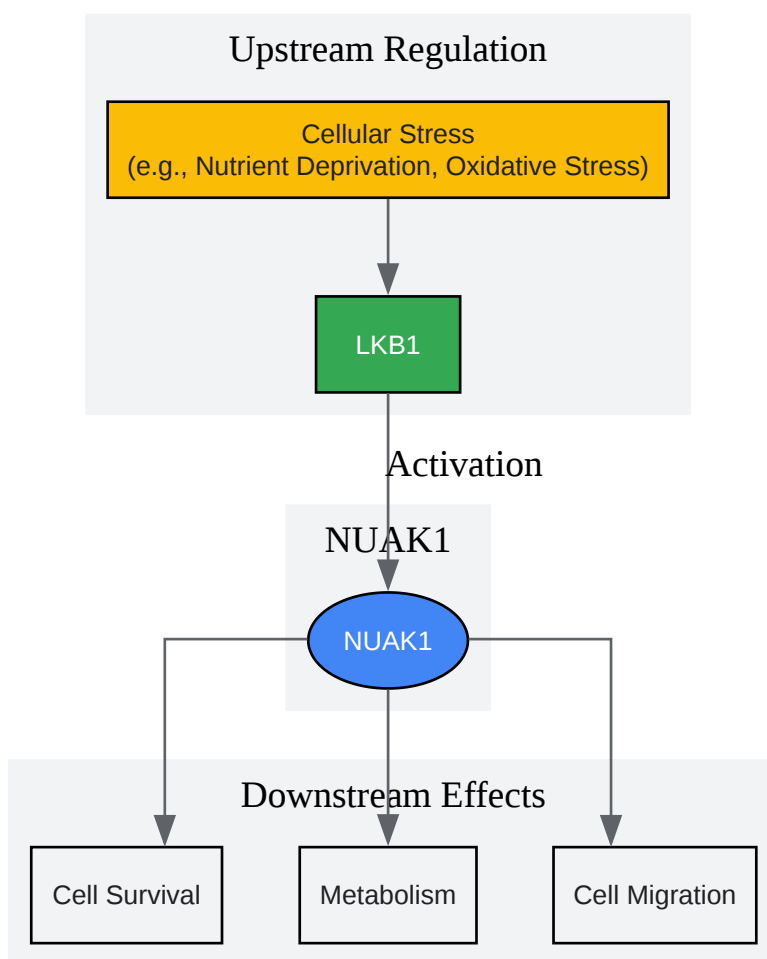 Upstream Regulation
Cellular Stress
(e.g., Nutrient Deprivation, Oxidative Stress)
LKB1
Activation
NUAK1
NUAK1
Downstream Effects
Cell Survival
Metabolism
Cell Migration